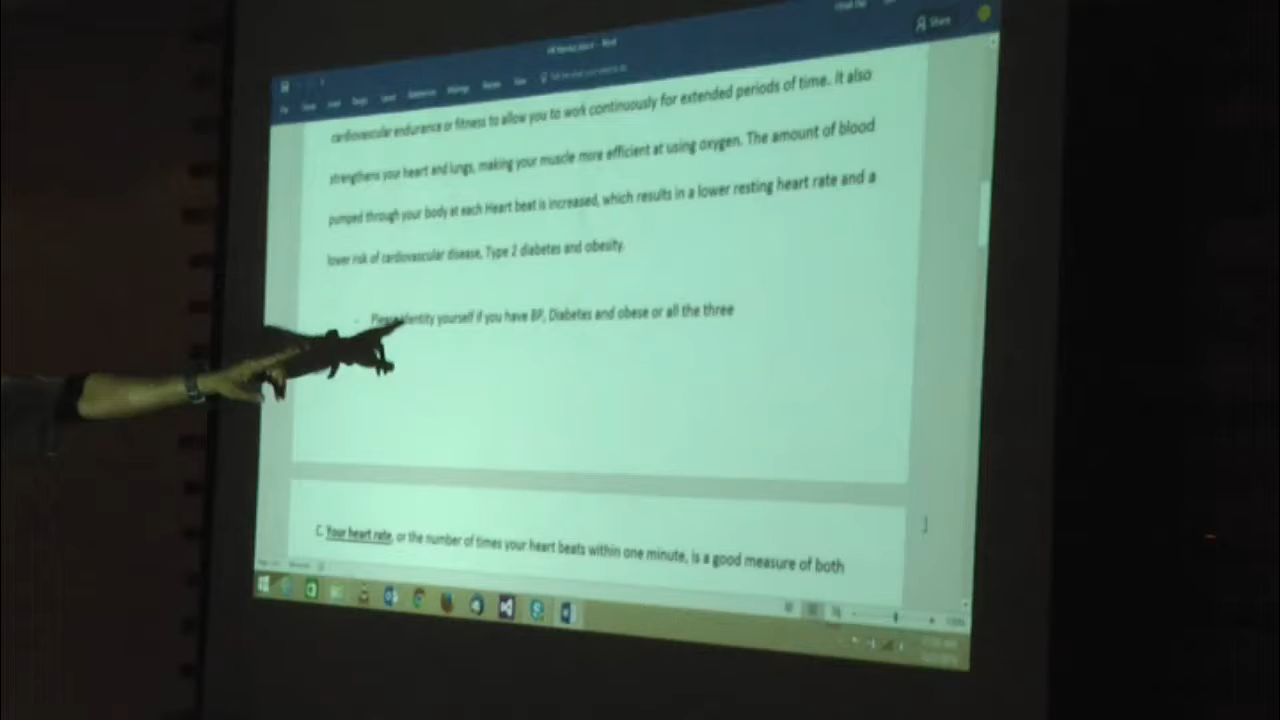 Share
cardiovascular endurance or fitness to allow you to work continuously for extended periods of time. It also
strengthens your heart and lungs, making your muscle more efficient at using oxygen. The amount of blood
pumped through your body at each Heart beat is increased, which results in a lower resting heart rate and a
lower risk of cardiovascular disease, Type 2 diabetes and obesity.
- Please identity yourself if you have BP, Diabetes and obese or all the three
C. Your heart rate, or the number of times your heart beats within one minute, is a good measure of both